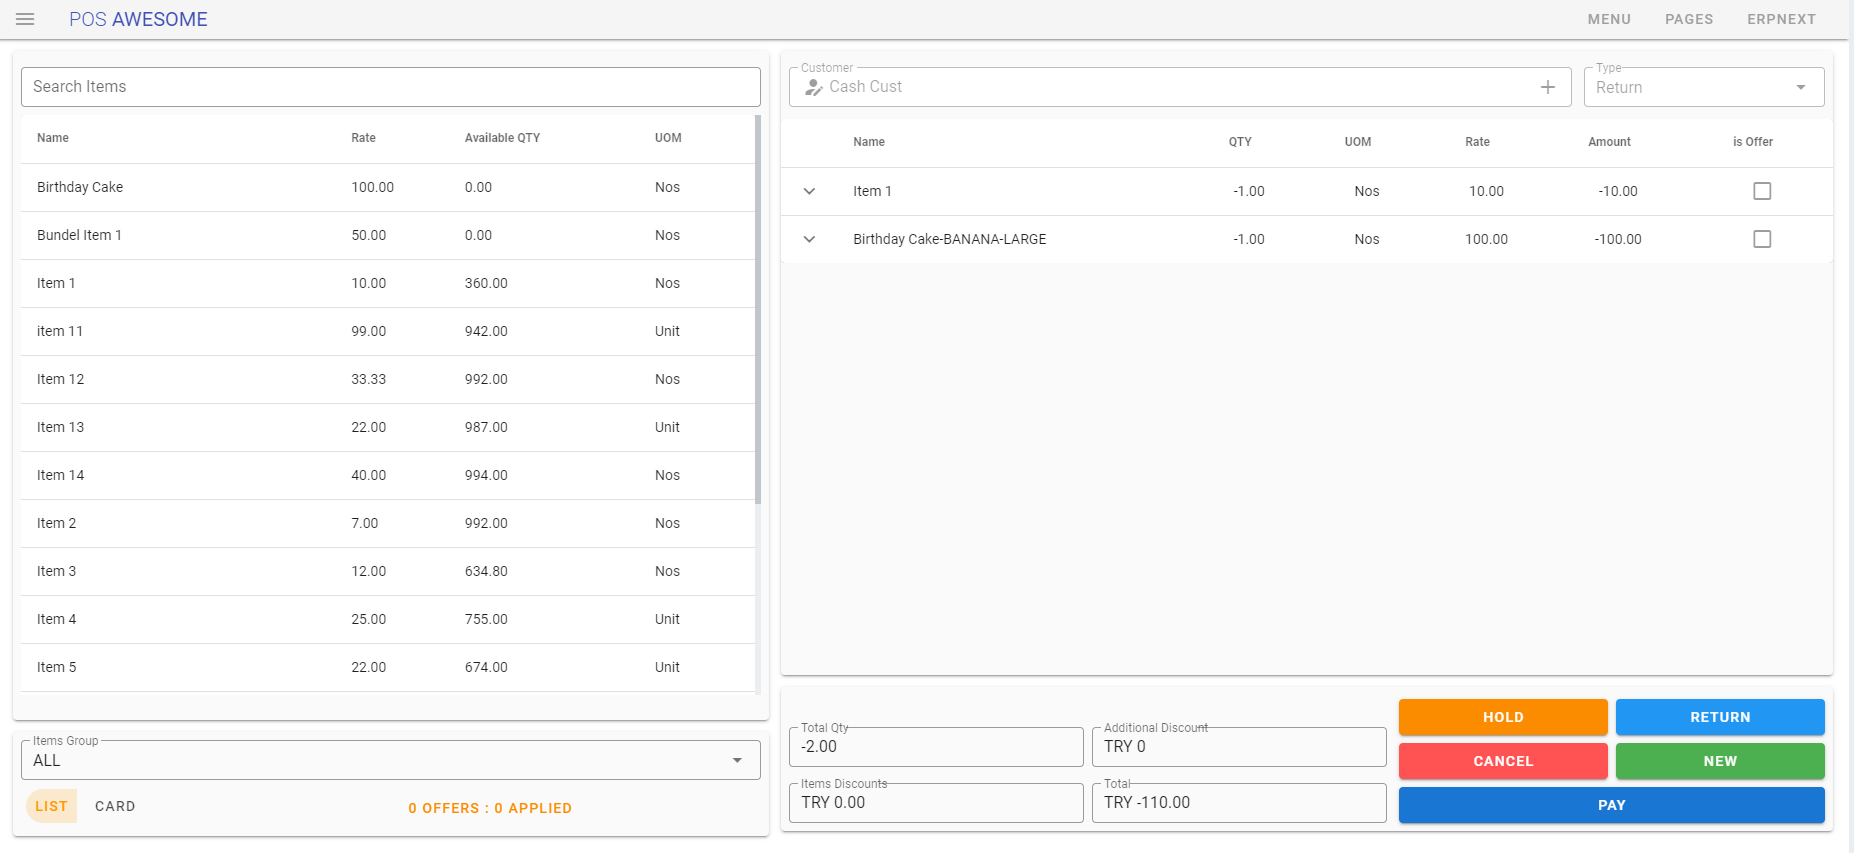 POS AWESOME
MENU PAGES ERPNEXT
Search Items
Name Rate Available QTY UOM
Birthday Cake 100.00 0.00 Nos
Bundel Item 1 50.00 0.00 Nos
Item 1 10.00 360.00 Nos
item 11 99.00 942.00 Unit
Item 12 33.33 992.00 Nos
Item 13 22.00 987.00 Unit
Item 14 40.00 994.00 Nos
Item 2 7.00 992.00 Nos
Item 3 12.00 634.80 Nos
Item 4 25.00 755.00 Unit
Item 5 22.00 674.00 Unit
Items Group
ALL
LIST CARD
0 OFFERS : 0 APPLIED
Customer
Cash Cust
Type
Return
Name QTY UOM Rate Amount is Offer
Item 1 -1.00 Nos 10.00 -10.00
Birthday Cake-BANANA-LARGE -1.00 Nos 100.00 -100.00
Total Qty
-2.00
Additional Discount
TRY 0
Items Discounts
TRY 0.00
Total
TRY -110.00
HOLD
RETURN
CANCEL
NEW
PAY